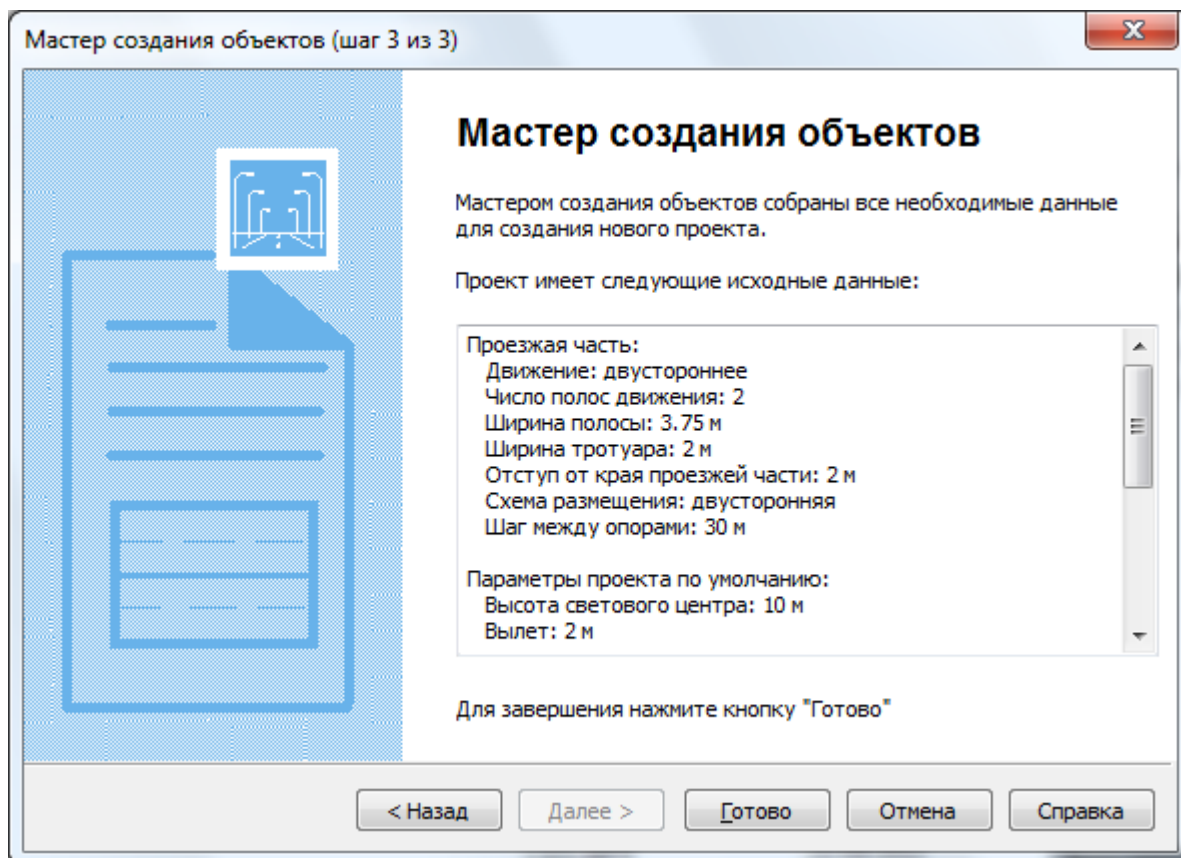 Мастер создания объектов (шаг 3 из 3)
Мастер создания объектов
Мастером создания объектов собраны все необходимые данные
для создания нового проекта.
Проект имеет следующие исходные данные:
Проезжая часть:
Движение: двустороннее
Число полос движения: 2
Ширина полосы: 3.75 м
Ширина тротуара: 2 м
Отступ от края проезжей части: 2 м
Схема размещения: двусторонняя
Шаг между опорами: 30 м
Параметры проекта по умолчанию:
Высота светового центра: 10 м
Вылет: 2 м
Для завершения нажмите кнопку "Готово"
< Назад
Далее >
Готово
Отмена
Справка